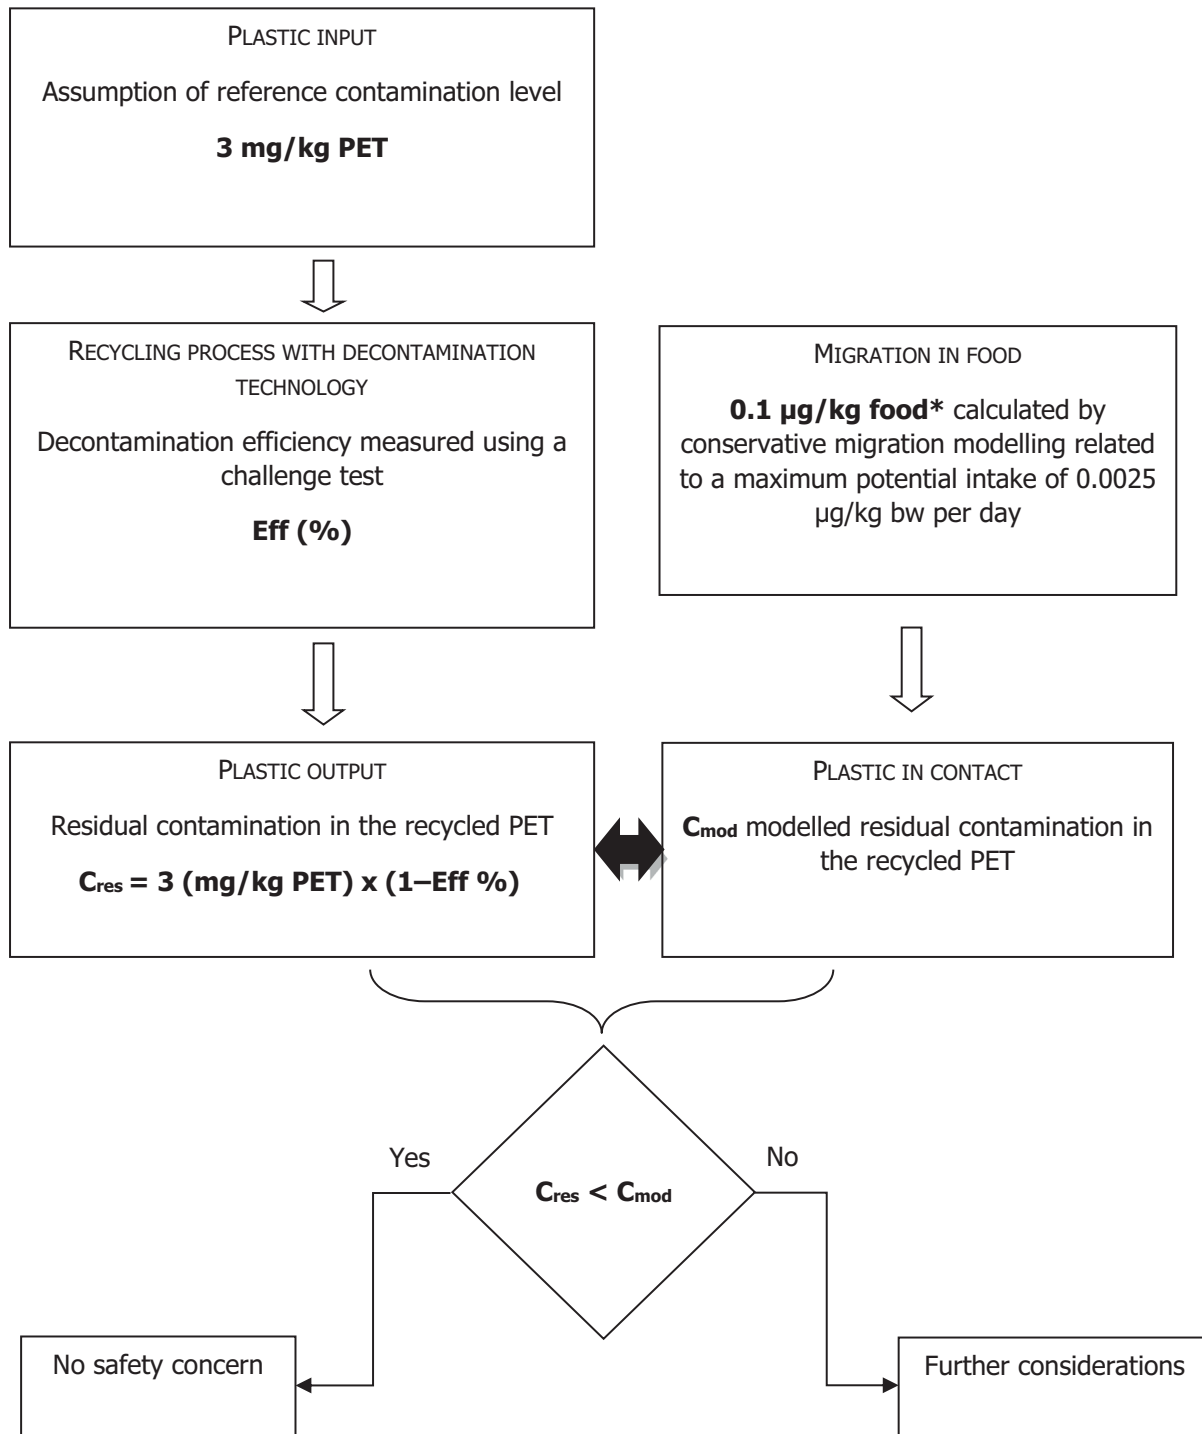 PLASTIC INPUT
Assumption of reference contamination level
3 mg/kg PET
RECYCLING PROCESS WITH DECONTAMINATION
TECHNOLOGY
Decontamination efficiency measured using a
challenge test
Eff (%)
MIGRATION IN FOOD
0.1 µg/kg food* calculated by
conservative migration modelling related
to a maximum potential intake of 0.0025
µg/kg bw per day
PLASTIC OUTPUT
Residual contamination in the recycled PET
Cres = 3 (mg/kg PET) x (1–Eff %)
PLASTIC IN CONTACT
Cmod modelled residual contamination in
the recycled PET
Yes
No
Cres < Cmod
No safety concern
Further considerations